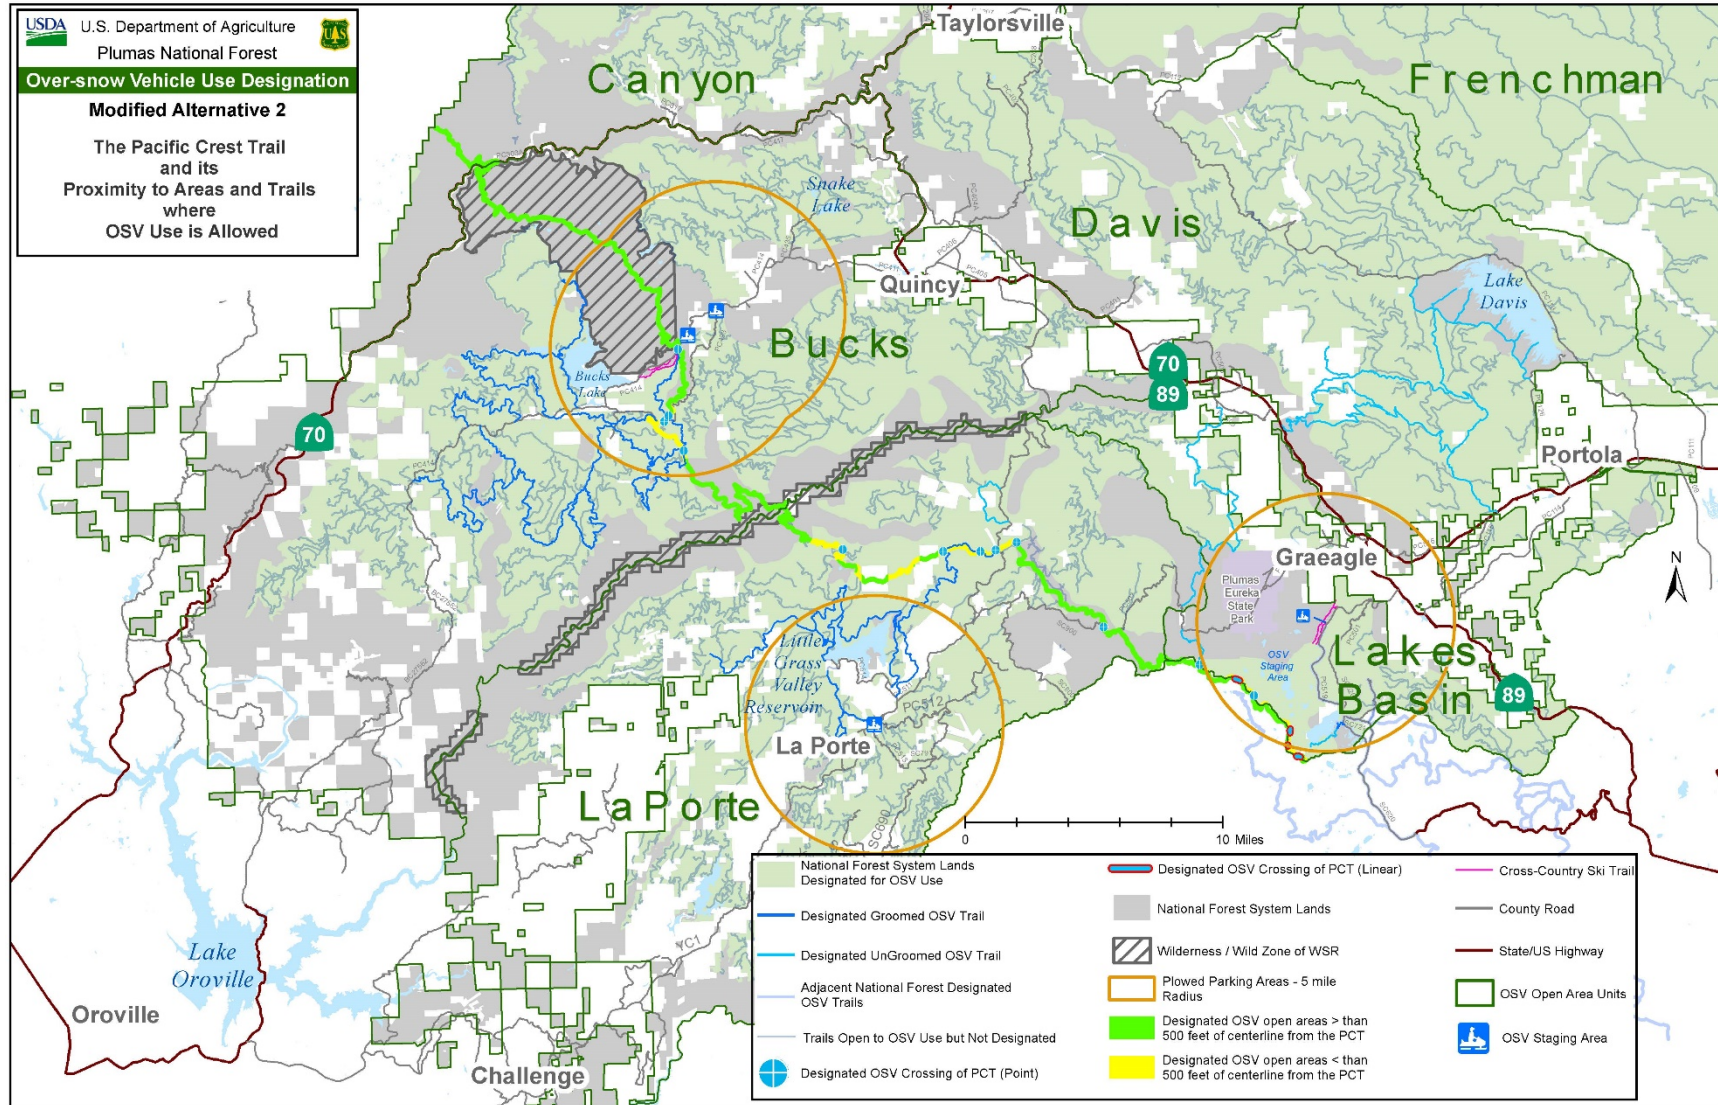 USDA
U.S. Department of Agriculture
Plumas National Forest
Over-snow Vehicle Use Designation
Modified Alternative 2
The Pacific Crest Trail
and its
Proximity to Areas and Trails
where
OSV Use is Allowed
Taylorsville
Canyon
Frenchman
Snake
Lake
Davis
Quincy
Lake
Davis
Bucks
70
89
Bucks
Lake
70
Portola
Graeagle
Plumas
Eureka
State
Park
OSV
Staging
Area
Lakes
Basin
89
Little
Grass
Valley
Reservoir
PC512
La Porte
LaPorte
SC690
YC1
N
0 10 Miles
Lake
Oroville
Oroville
Challenge
National Forest System Lands
Designated for OSV Use
Designated Groomed OSV Trail
Designated UnGroomed OSV Trail
Adjacent National Forest Designated
OSV Trails
Trails Open to OSV Use but Not Designated
Designated OSV Crossing of PCT (Point)
Designated OSV Crossing of PCT (Linear)
National Forest System Lands
Wilderness / Wild Zone of WSR
Plowed Parking Areas - 5 mile
Radius
Designated OSV open areas > than
500 feet of centerline from the PCT
Designated OSV open areas < than
500 feet of centerline from the PCT
Cross-Country Ski Trail
County Road
State/US Highway
OSV Open Area Units
OSV Staging Area